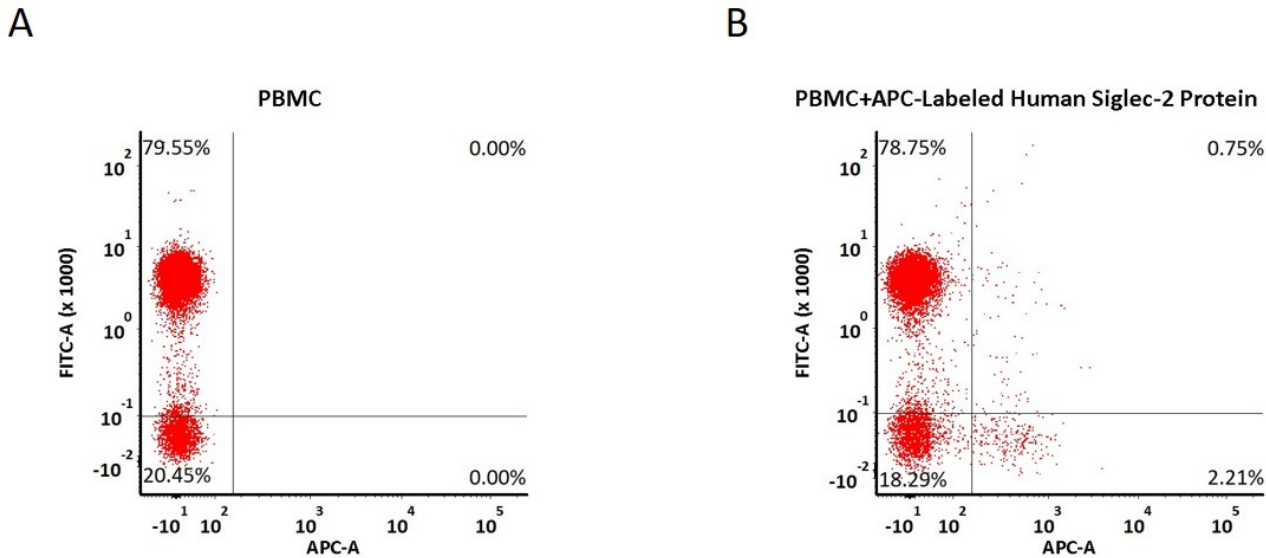 A
B
PBMC
PBMC+APC-Labeled Human Siglec-2 Protein
79.55%
0.00%
20.45%
0.00%
FITC-A (x 1000)
10^2
10^1
10^0
10^-1
-10^-2
-10^1 10^2 10^3 10^4 10^5
APC-A
78.75%
0.75%
18.29%
2.21%
FITC-A (x 1000)
10^2
10^1
10^0
10^-1
-10^-2
-10^1 10^2 10^3 10^4 10^5
APC-A